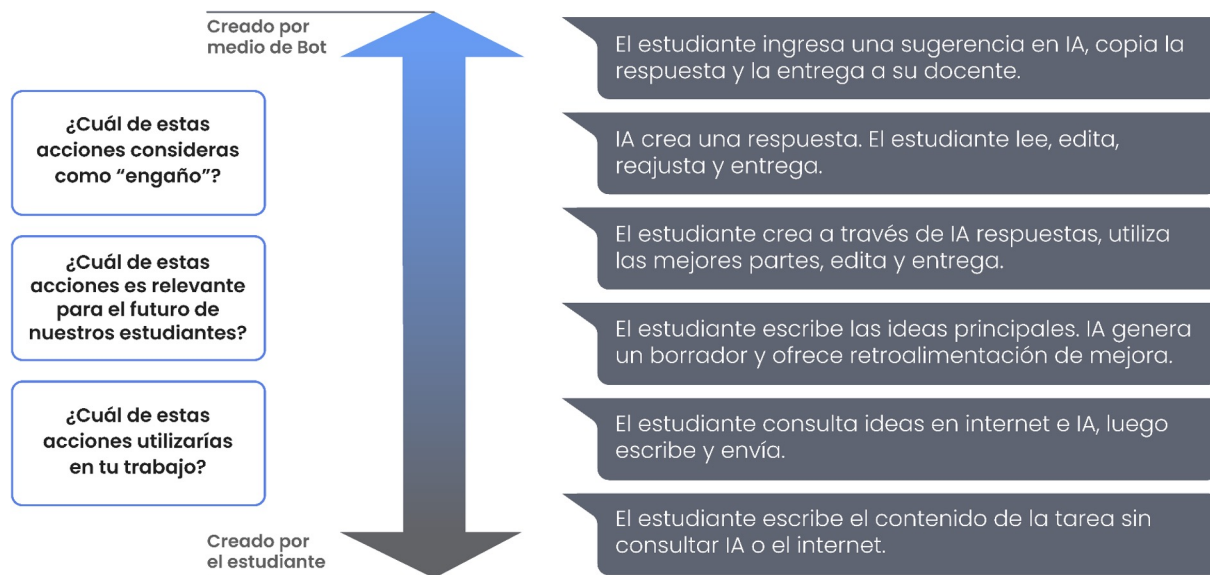 Creado por
medio de Bot
¿Cuál de estas
acciones consideras
como “engaño”?
¿Cuál de estas
acciones es relevante
para el futuro de
nuestros estudiantes?
¿Cuál de estas
acciones utilizarías
en tu trabajo?
Creado por
el estudiante
El estudiante ingresa una sugerencia en IA, copia la
respuesta y la entrega a su docente.
IA crea una respuesta. El estudiante lee, edita,
reajusta y entrega.
El estudiante crea a través de IA respuestas, utiliza
las mejores partes, edita y entrega.
El estudiante escribe las ideas principales. IA genera
un borrador y ofrece retroalimentación de mejora.
El estudiante consulta ideas en internet e IA, luego
escribe y envía.
El estudiante escribe el contenido de la tarea sin
consultar IA o el internet.